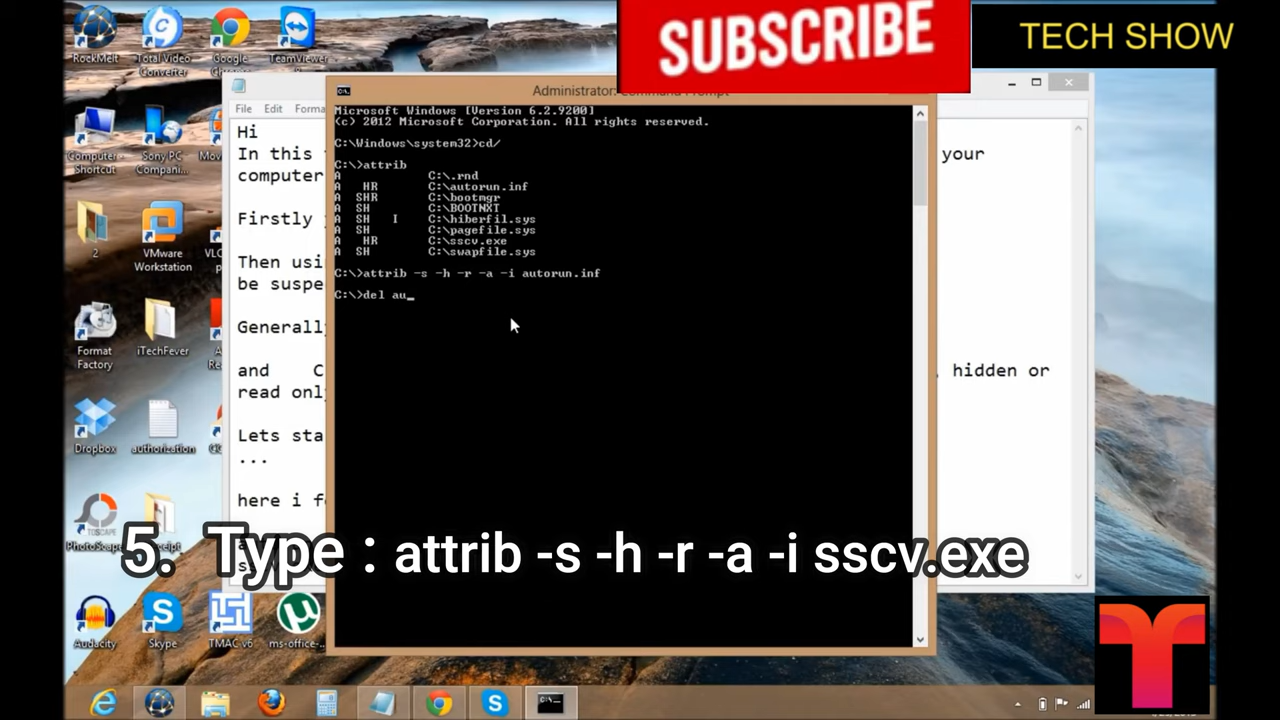 SUBSCRIBE
TECH SHOW
RockMelt
Total Video Converter
Google
TeamViewer
Computer Shortcut
Sony PC Compani...
2
VMware Workstation
Format Factory
iTechFever
Dropbox
authorization
Audacity
Skype
TMAC v6
ms-office-...
File Edit Forma
Hi
In this
your
computer
Firstly
Then usi
be suspe
Generally
and C
hidden or
read onl
Lets sta
...
here i f
Administrator: Command Prompt
Microsoft Windows [Version 6.2.9200]
(c) 2012 Microsoft Corporation. All rights reserved.
C:\Windows\system32>cd/
C:\>attrib
A C:\.rnd
A HR C:\autorun.inf
A SHR C:\bootmgr
A SH C:\BOOTNXT
A SH I C:\hiberfil.sys
A SH C:\pagefile.sys
A HR C:\sscv.exe
A SH C:\swapfile.sys
C:\>attrib -s -h -r -a -i autorun.inf
C:\>del au_
5. Type : attrib -s -h -r -a -i sscv.exe